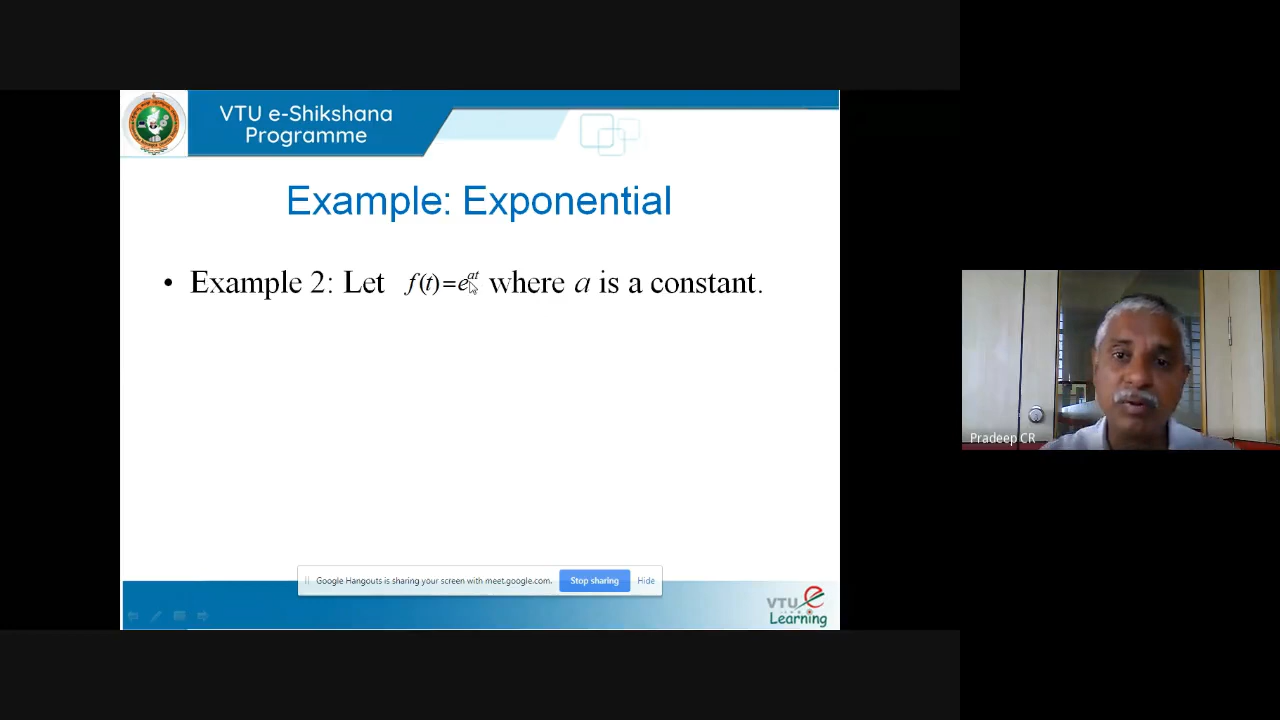 VTU e-Shikshana
Programme
Example: Exponential
• Example 2: Let f(t)=e^{at} where a is a constant.
Pradeep CR
Google Hangouts is sharing your screen with meet.google.com.
Stop sharing
Hide
VTU e
Learning